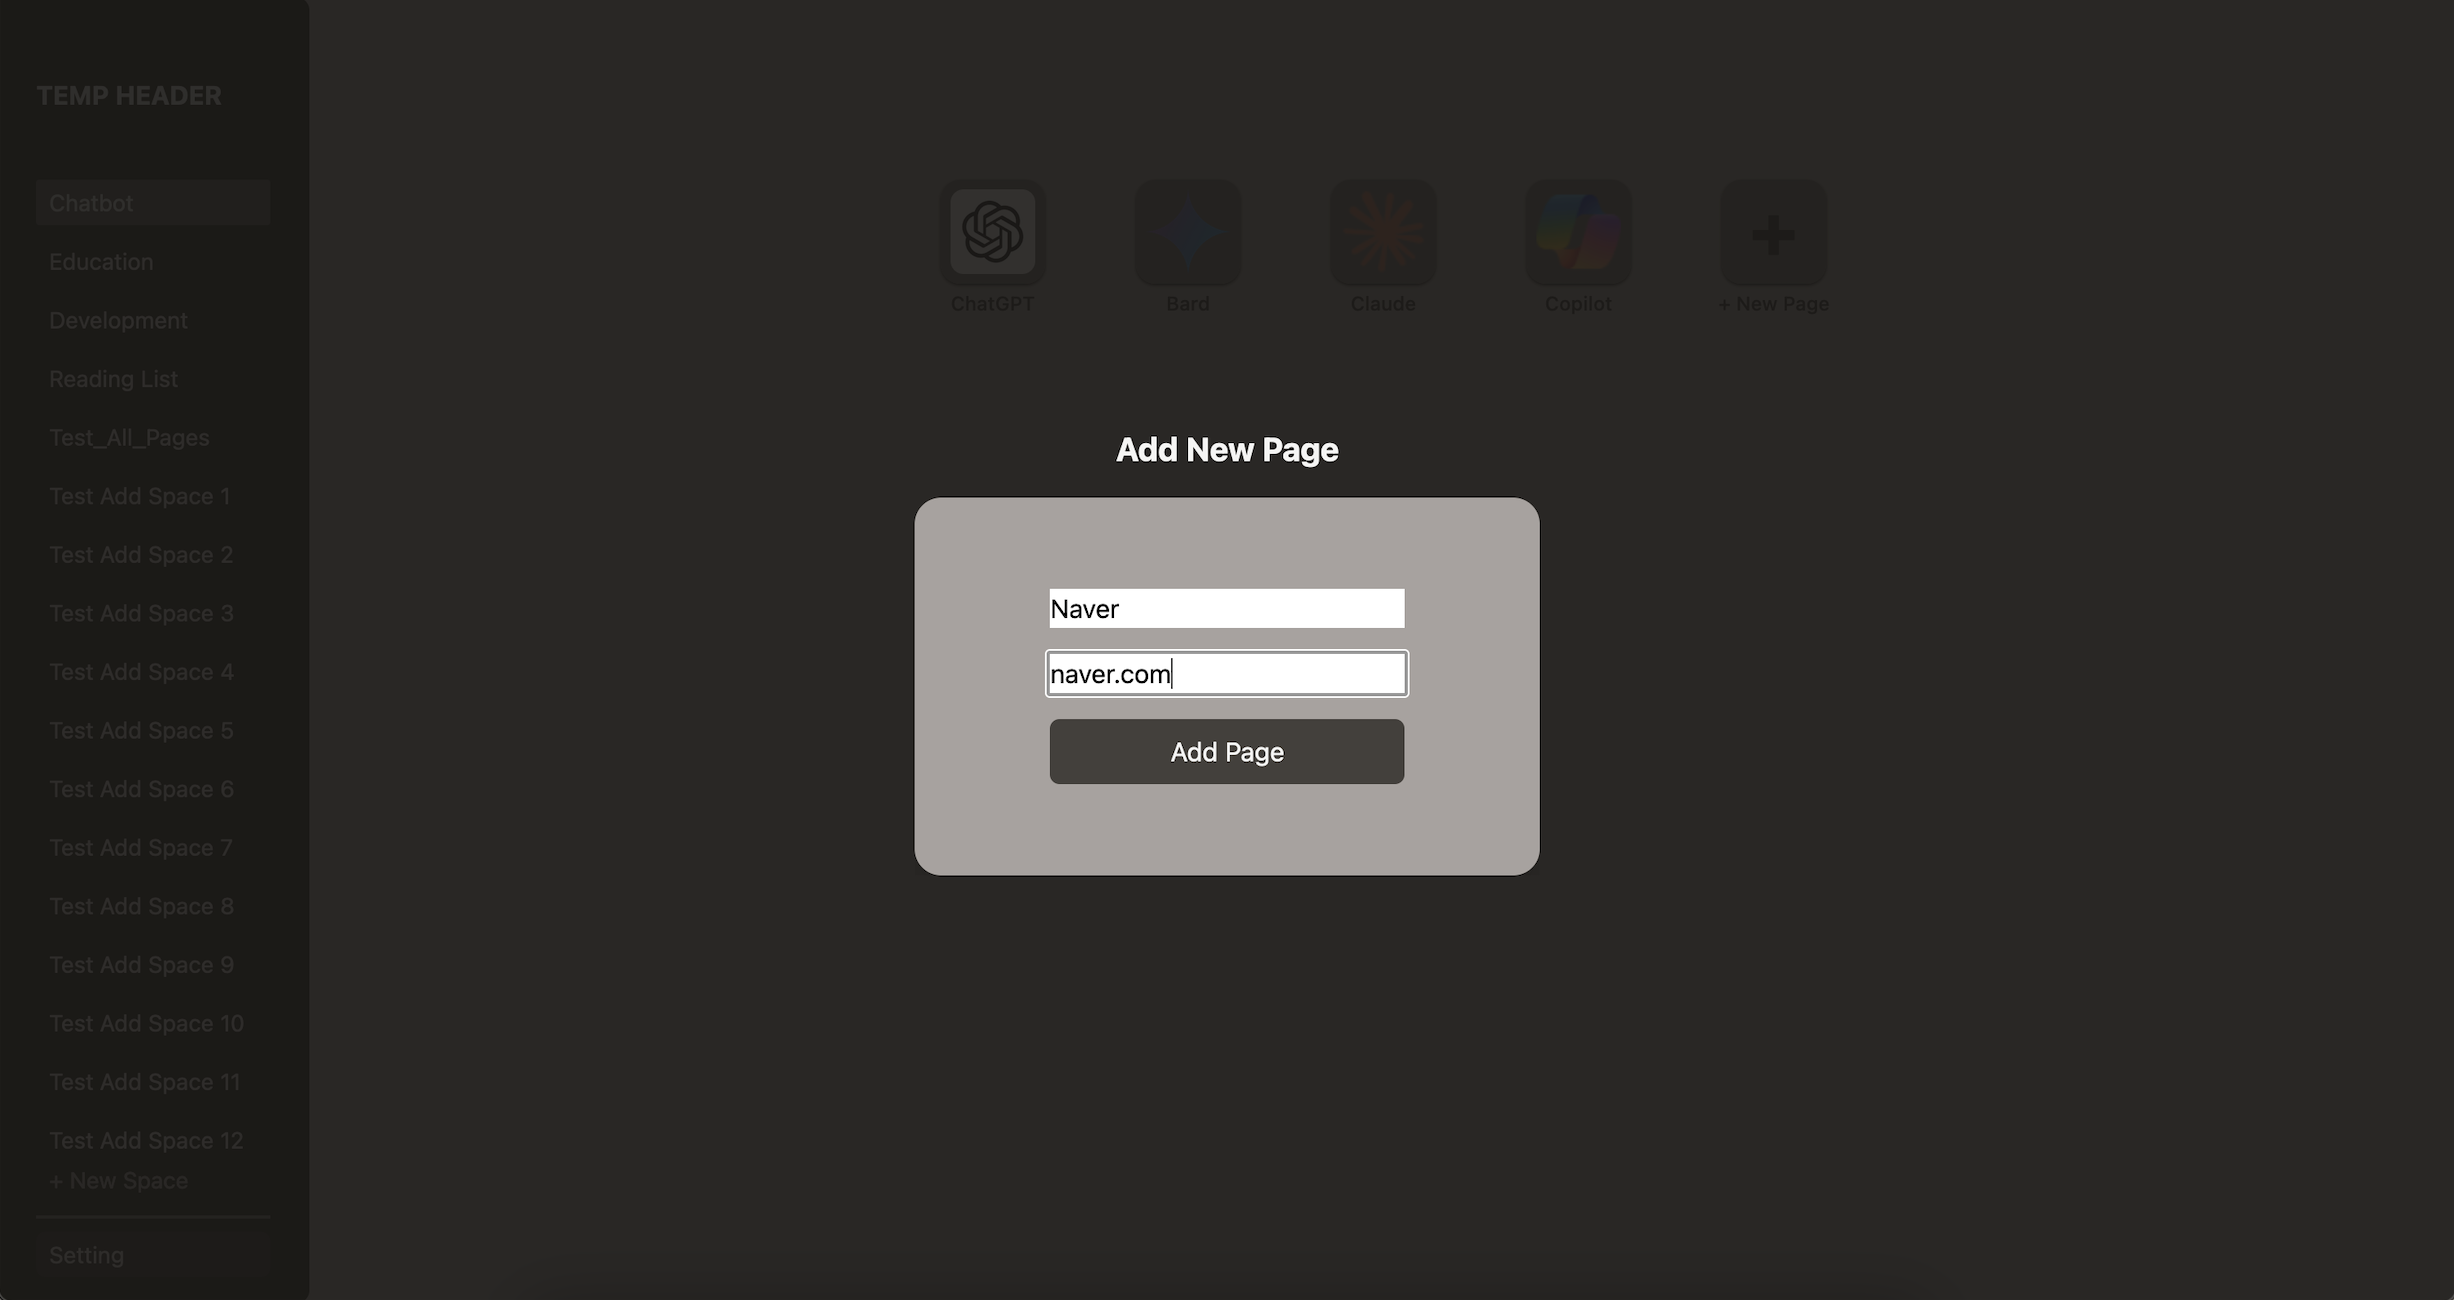 TEMP HEADER
Chatbot
Education
Development
Reading List
Test_All_Pages
Test Add Space 1
Test Add Space 2
Test Add Space 3
Test Add Space 4
Test Add Space 5
Test Add Space 6
Test Add Space 7
Test Add Space 8
Test Add Space 9
Test Add Space 10
Test Add Space 11
Test Add Space 12
+ New Space
Setting
ChatGPT
Bard
Claude
Copilot
+ New Page
Add New Page
Naver
naver.com
Add Page